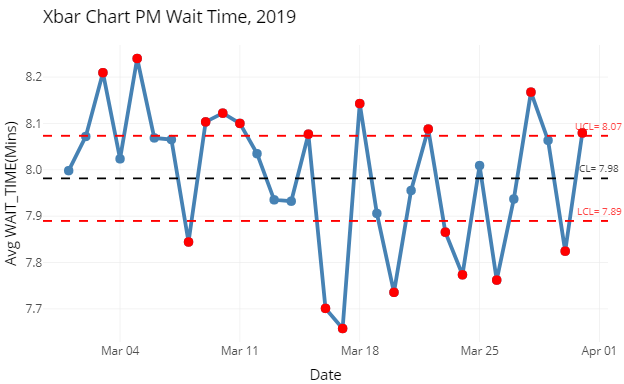 Xbar Chart PM Wait Time, 2019
Avg WAIT_TIME(Mins)
8.2
8.1
8.0
7.9
7.8
7.7
UCL= 8.07
CL= 7.98
LCL= 7.89
Mar 04
Mar 11
Mar 18
Mar 25
Apr 01
Date